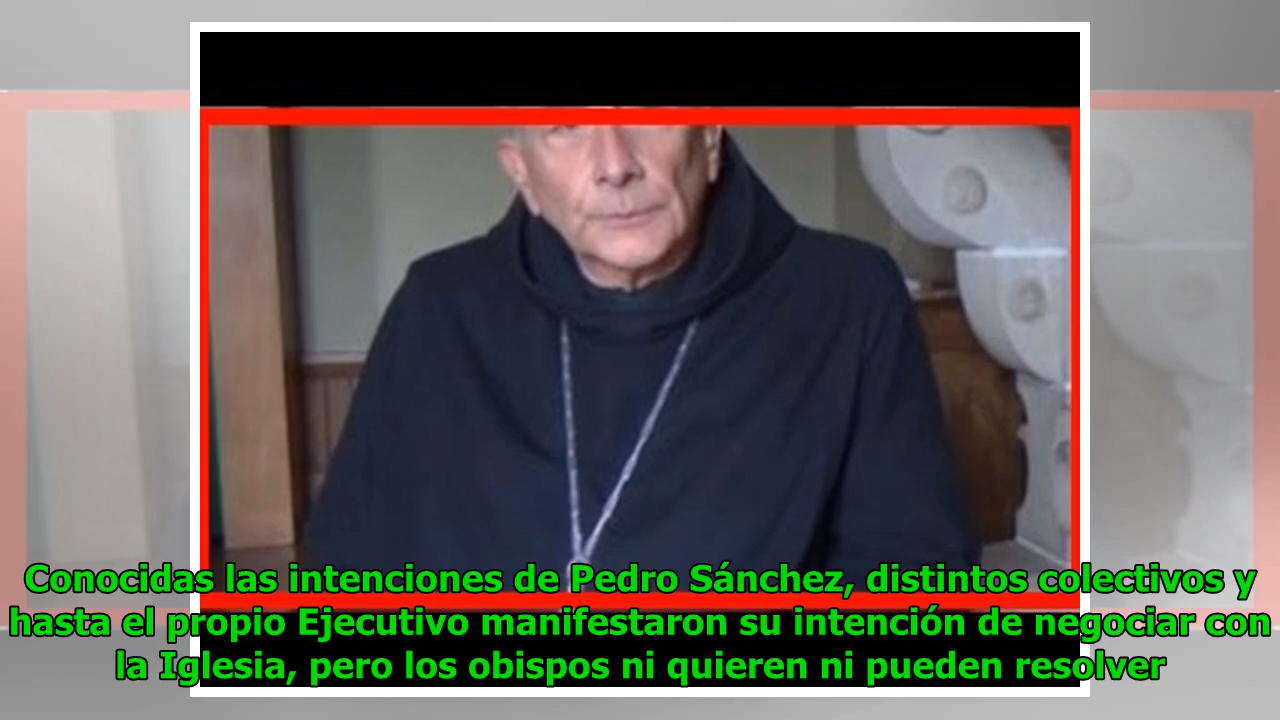 Conocidas las intenciones de Pedro Sánchez, distintos colectivos y
hasta el propio Ejecutivo manifestaron su intención de negociar con
la Iglesia, pero los obispos ni quieren ni pueden resolver